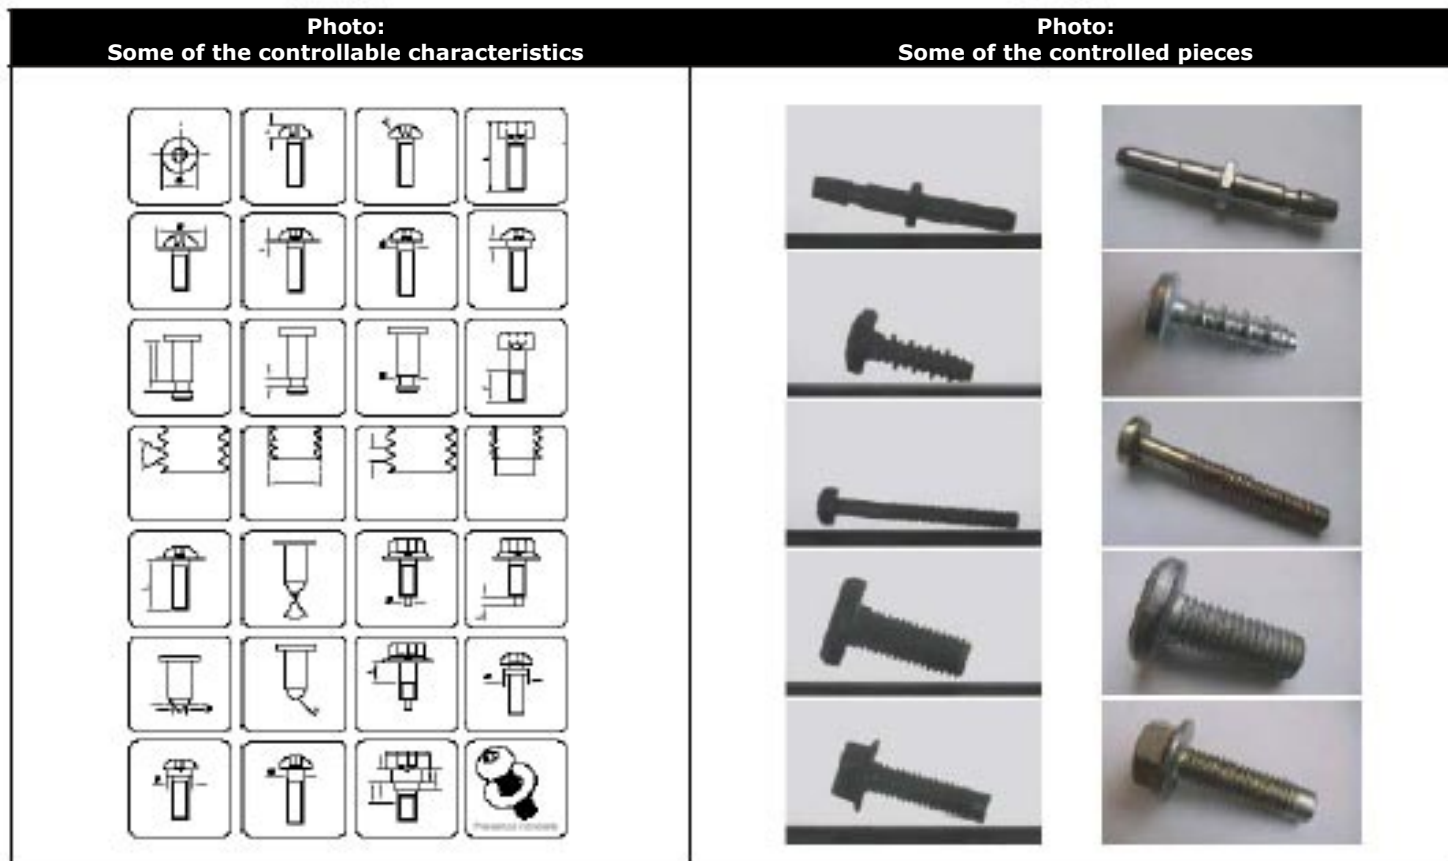 Photo:
Some of the controllable characteristics
Photo:
Some of the controlled pieces